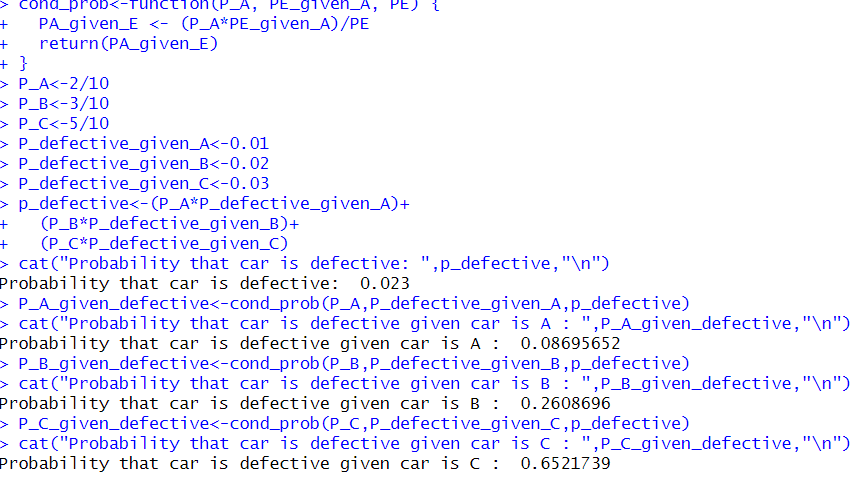 > cond_prob<-function(P_A, PE_given_A, PE) {
+   PA_given_E <- (P_A*PE_given_A)/PE
+   return(PA_given_E)
+ }
> P_A<-2/10
> P_B<-3/10
> P_C<-5/10
> P_defective_given_A<-0.01
> P_defective_given_B<-0.02
> P_defective_given_C<-0.03
> p_defective<-(P_A*P_defective_given_A)+
+   (P_B*P_defective_given_B)+
+   (P_C*P_defective_given_C)
> cat("Probability that car is defective: ",p_defective,"\n")
Probability that car is defective:  0.023
> P_A_given_defective<-cond_prob(P_A,P_defective_given_A,p_defective)
> cat("Probability that car is defective given car is A : ",P_A_given_defective,"\n")
Probability that car is defective given car is A :  0.08695652
> P_B_given_defective<-cond_prob(P_B,P_defective_given_B,p_defective)
> cat("Probability that car is defective given car is B : ",P_B_given_defective,"\n")
Probability that car is defective given car is B :  0.2608696
> P_C_given_defective<-cond_prob(P_C,P_defective_given_C,p_defective)
> cat("Probability that car is defective given car is C : ",P_C_given_defective,"\n")
Probability that car is defective given car is C :  0.6521739